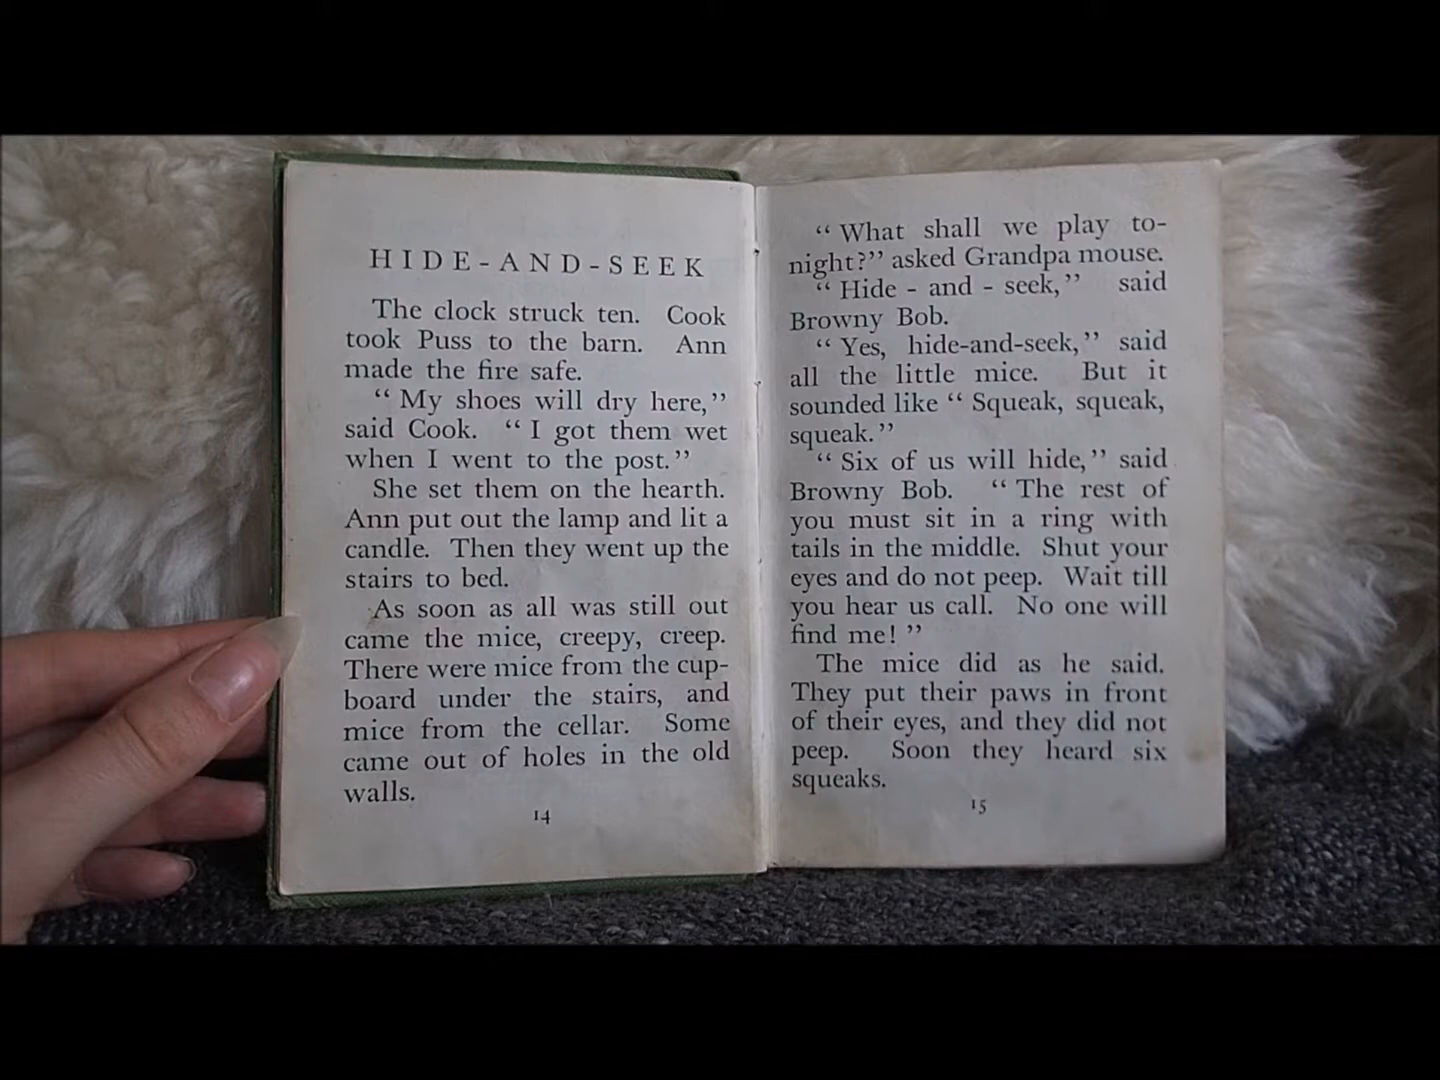 HIDE-AND-SEEK
The clock struck ten. Cook
took Puss to the barn. Ann
made the fire safe.
“ My shoes will dry here,”
said Cook. “ I got them wet
when I went to the post.”
She set them on the hearth.
Ann put out the lamp and lit a
candle. Then they went up the
stairs to bed.
As soon as all was still out
came the mice, creepy, creep.
There were mice from the cup-
board under the stairs, and
mice from the cellar. Some
came out of holes in the old
walls.
14
“ What shall we play to-
night?” asked Grandpa mouse.
“ Hide - and - seek,” said
Browny Bob.
“ Yes, hide-and-seek,” said
all the little mice. But it
sounded like “ Squeak, squeak,
squeak.”
“ Six of us will hide,” said
Browny Bob. “ The rest of
you must sit in a ring with
tails in the middle. Shut your
eyes and do not peep. Wait till
you hear us call. No one will
find me! ”
The mice did as he said.
They put their paws in front
of their eyes, and they did not
peep. Soon they heard six
squeaks.
15